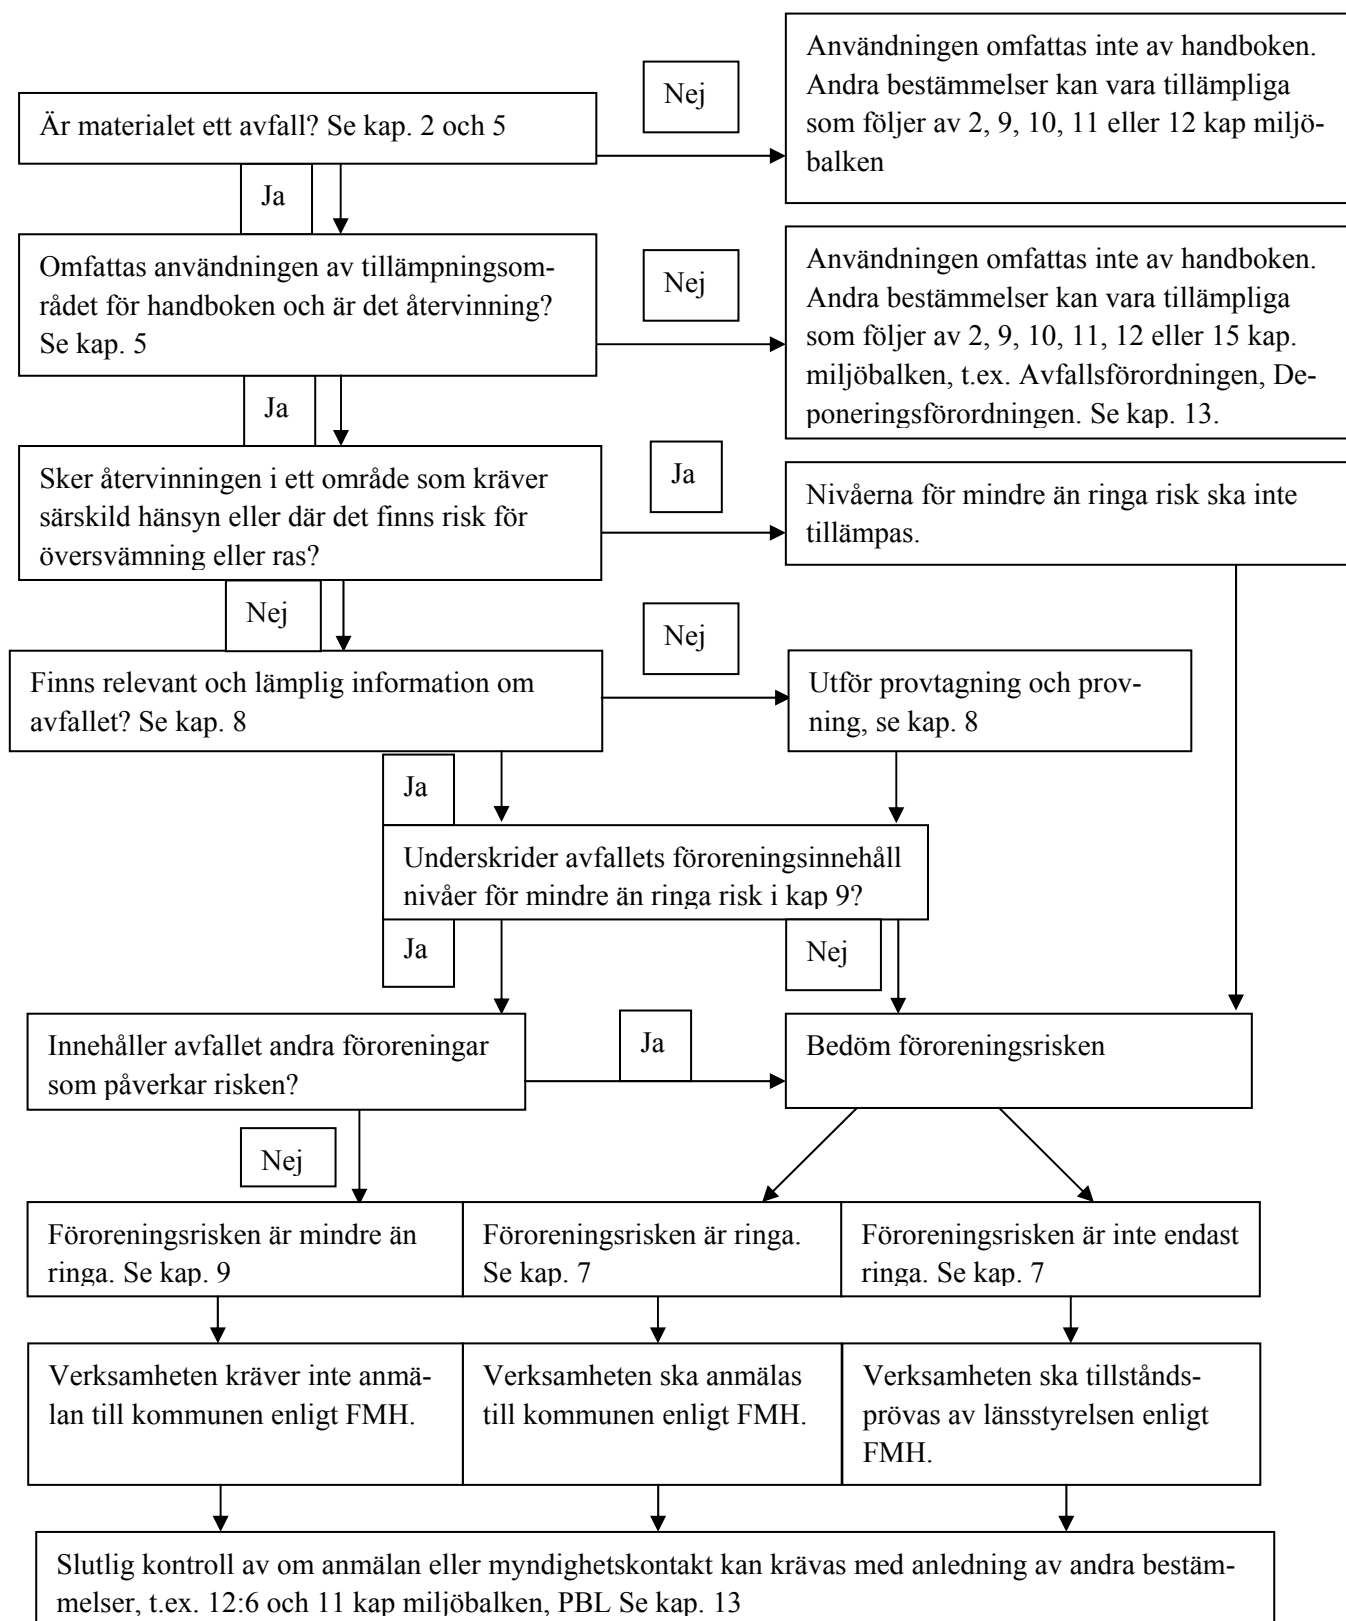 Är materialet ett avfall? Se kap. 2 och 5
Nej
Användningen omfattas inte av handboken.
Andra bestämmelser kan vara tillämpliga
som följer av 2, 9, 10, 11 eller 12 kap miljö-
balken
Ja
Omfattas användningen av tillämpningsom-
rådet för handboken och är det återvinning?
Se kap. 5
Nej
Användningen omfattas inte av handboken.
Andra bestämmelser kan vara tillämpliga
som följer av 2, 9, 10, 11, 12 eller 15 kap.
miljöbalken, t.ex. Avfallsförordningen, De-
poneringsförordningen. Se kap. 13.
Ja
Sker återvinningen i ett område som kräver
särskild hänsyn eller där det finns risk för
översvämning eller ras?
Ja
Nivåerna för mindre än ringa risk ska inte
tillämpas.
Nej
Finns relevant och lämplig information om
avfallet? Se kap. 8
Nej
Utför provtagning och prov-
ning, se kap. 8
Ja
Underskrider avfallets föroreningsinnehåll
nivåer för mindre än ringa risk i kap 9?
Ja
Nej
Innehåller avfallet andra föroreningar
som påverkar risken?
Ja
Bedöm föroreningsrisken
Nej
Föroreningsrisken är mindre än
ringa. Se kap. 9
Föroreningsrisken är ringa.
Se kap. 7
Föroreningsrisken är inte endast
ringa. Se kap. 7
Verksamheten kräver inte anmä-
lan till kommunen enligt FMH.
Verksamheten ska anmälas
till kommunen enligt FMH.
Verksamheten ska tillstånds-
prövas av länsstyrelsen enligt
FMH.
Slutlig kontroll av om anmälan eller myndighetskontakt kan krävas med anledning av andra bestäm-
melser, t.ex. 12:6 och 11 kap miljöbalken, PBL Se kap. 13